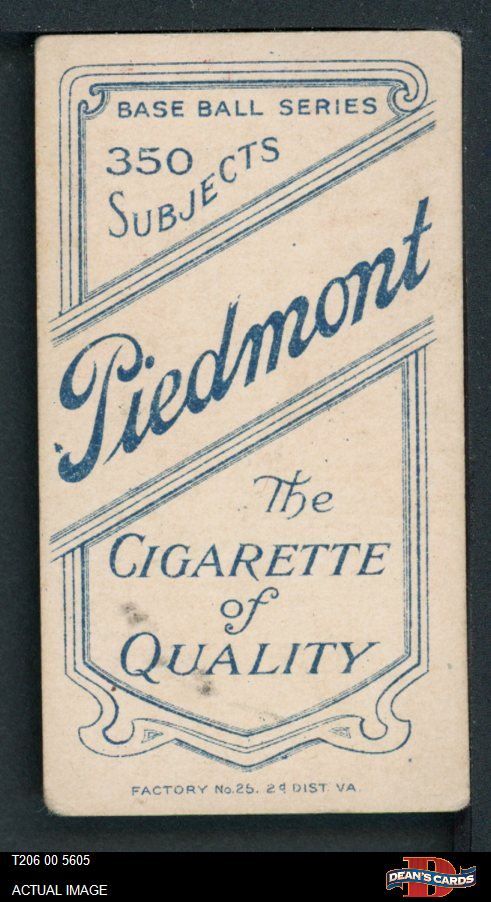 BASE BALL SERIES
350
SUBJECTS
Piedmont
The
CIGARETTE
of
QUALITY
FACTORY No. 25. 2d DIST. VA.
T206 00 5605
ACTUAL IMAGE
D
DEAN'S CARDS